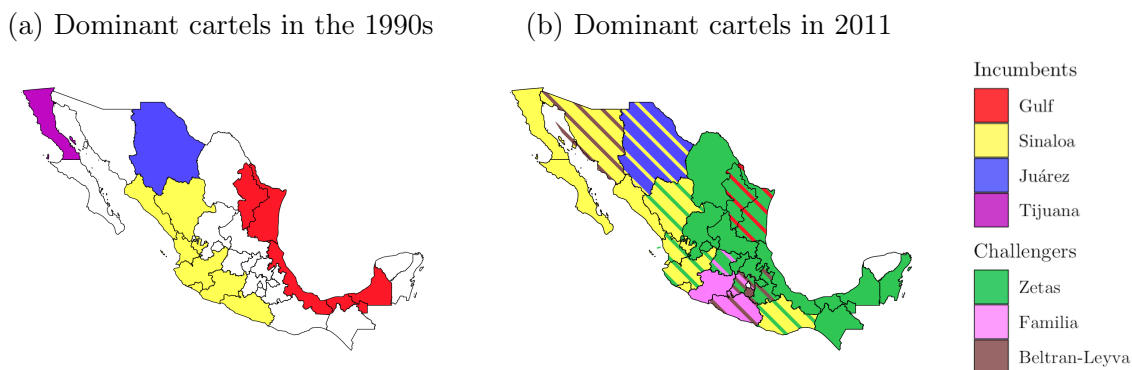 (a) Dominant cartels in the 1990s
(b) Dominant cartels in 2011
Incumbents
Gulf
Sinaloa
Juárez
Tijuana
Challengers
Zetas
Familia
Beltran-Leyva